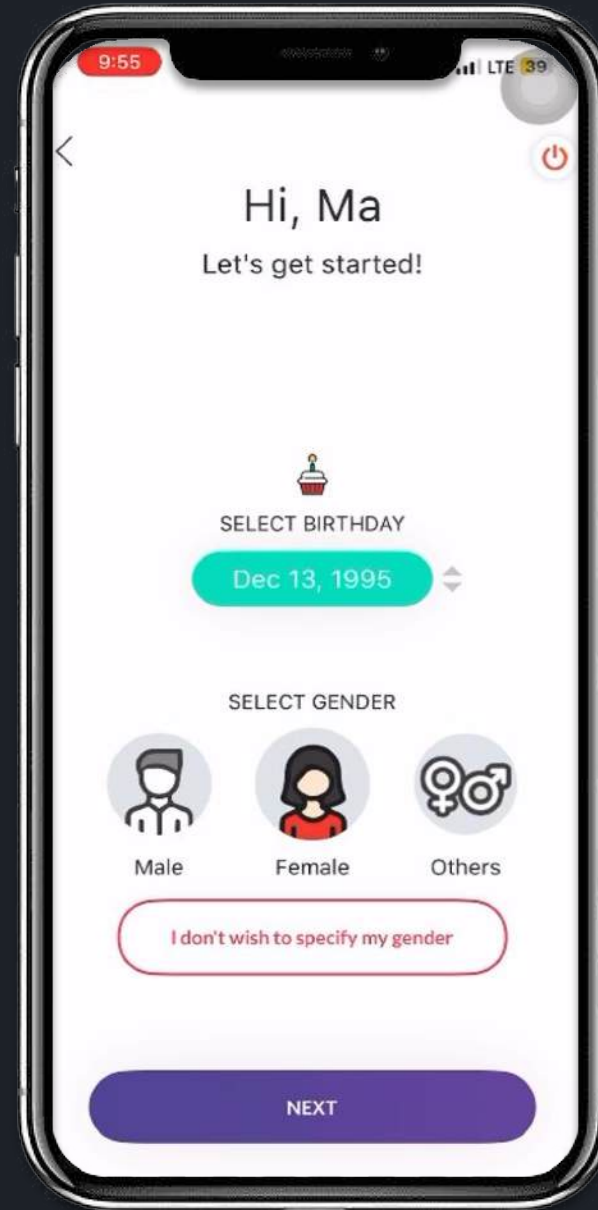 9:55
LTE 39
Hi, Ma
Let's get started!
SELECT BIRTHDAY
Dec 13, 1995
SELECT GENDER
Male Female Others
I don't wish to specify my gender
NEXT